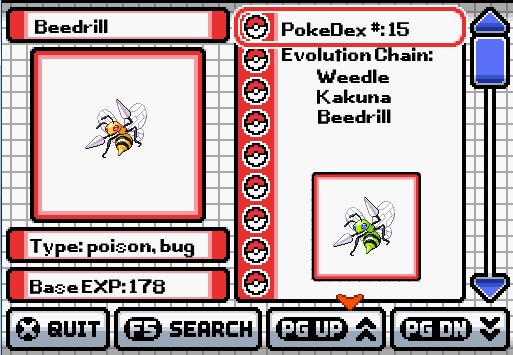 Beedrill
Type: poison, bug
Base EXP:178
PokeDex #:15
Evolution Chain:
Weedle
Kakuna
Beedrill
X QUIT
F5 SEARCH
PG UP
PG DN